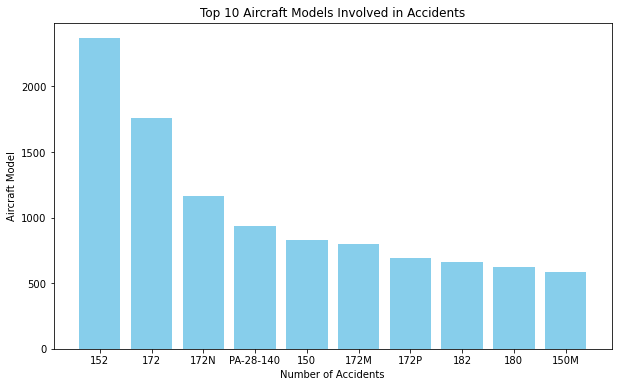 Top 10 Aircraft Models Involved in Accidents
Aircraft Model
2000
1500
1000
500
0
152 172 172N PA-28-140 150 172M 172P 182 180 150M
Number of Accidents